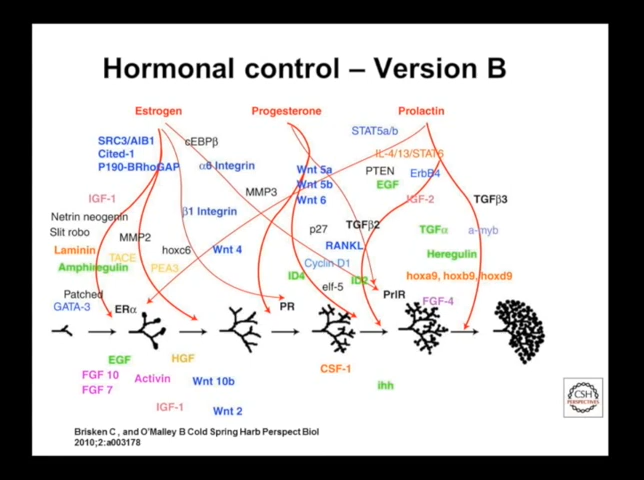 Hormonal control – Version B
Estrogen
Progesterone
Prolactin
STAT5a/b
SRC3/AIB1
cEBPβ
Cited-1
IL-4/13/STAT6
P190-BRhoGAP
α6 Integrin
Wnt 5a
PTEN
ErbB4
Wnt 5b
EGF
IGF-1
MMP3
Wnt 6
IGF-2
TGFβ3
β1 Integrin
Netrin neogenin
Slit robo
MMP2
p27
TGFβ2
TGFα
a-myb
Laminin
TACE
hoxc6
Wnt 4
RANKL
Heregulin
Amphiregulin
PEA3
Cyclin D1
ID4
ID2
hoxa9, hoxb9, hoxd9
elf-5
Patched
PrlR
GATA-3
ERα
PR
FGF-4
EGF
HGF
CSF-1
FGF 10
Activin
Wnt 10b
FGF 7
ihh
IGF-1
Wnt 2
CSH
PERSPECTIVES
Brisken C , and O'Malley B Cold Spring Harb Perspect Biol
2010;2:a003178